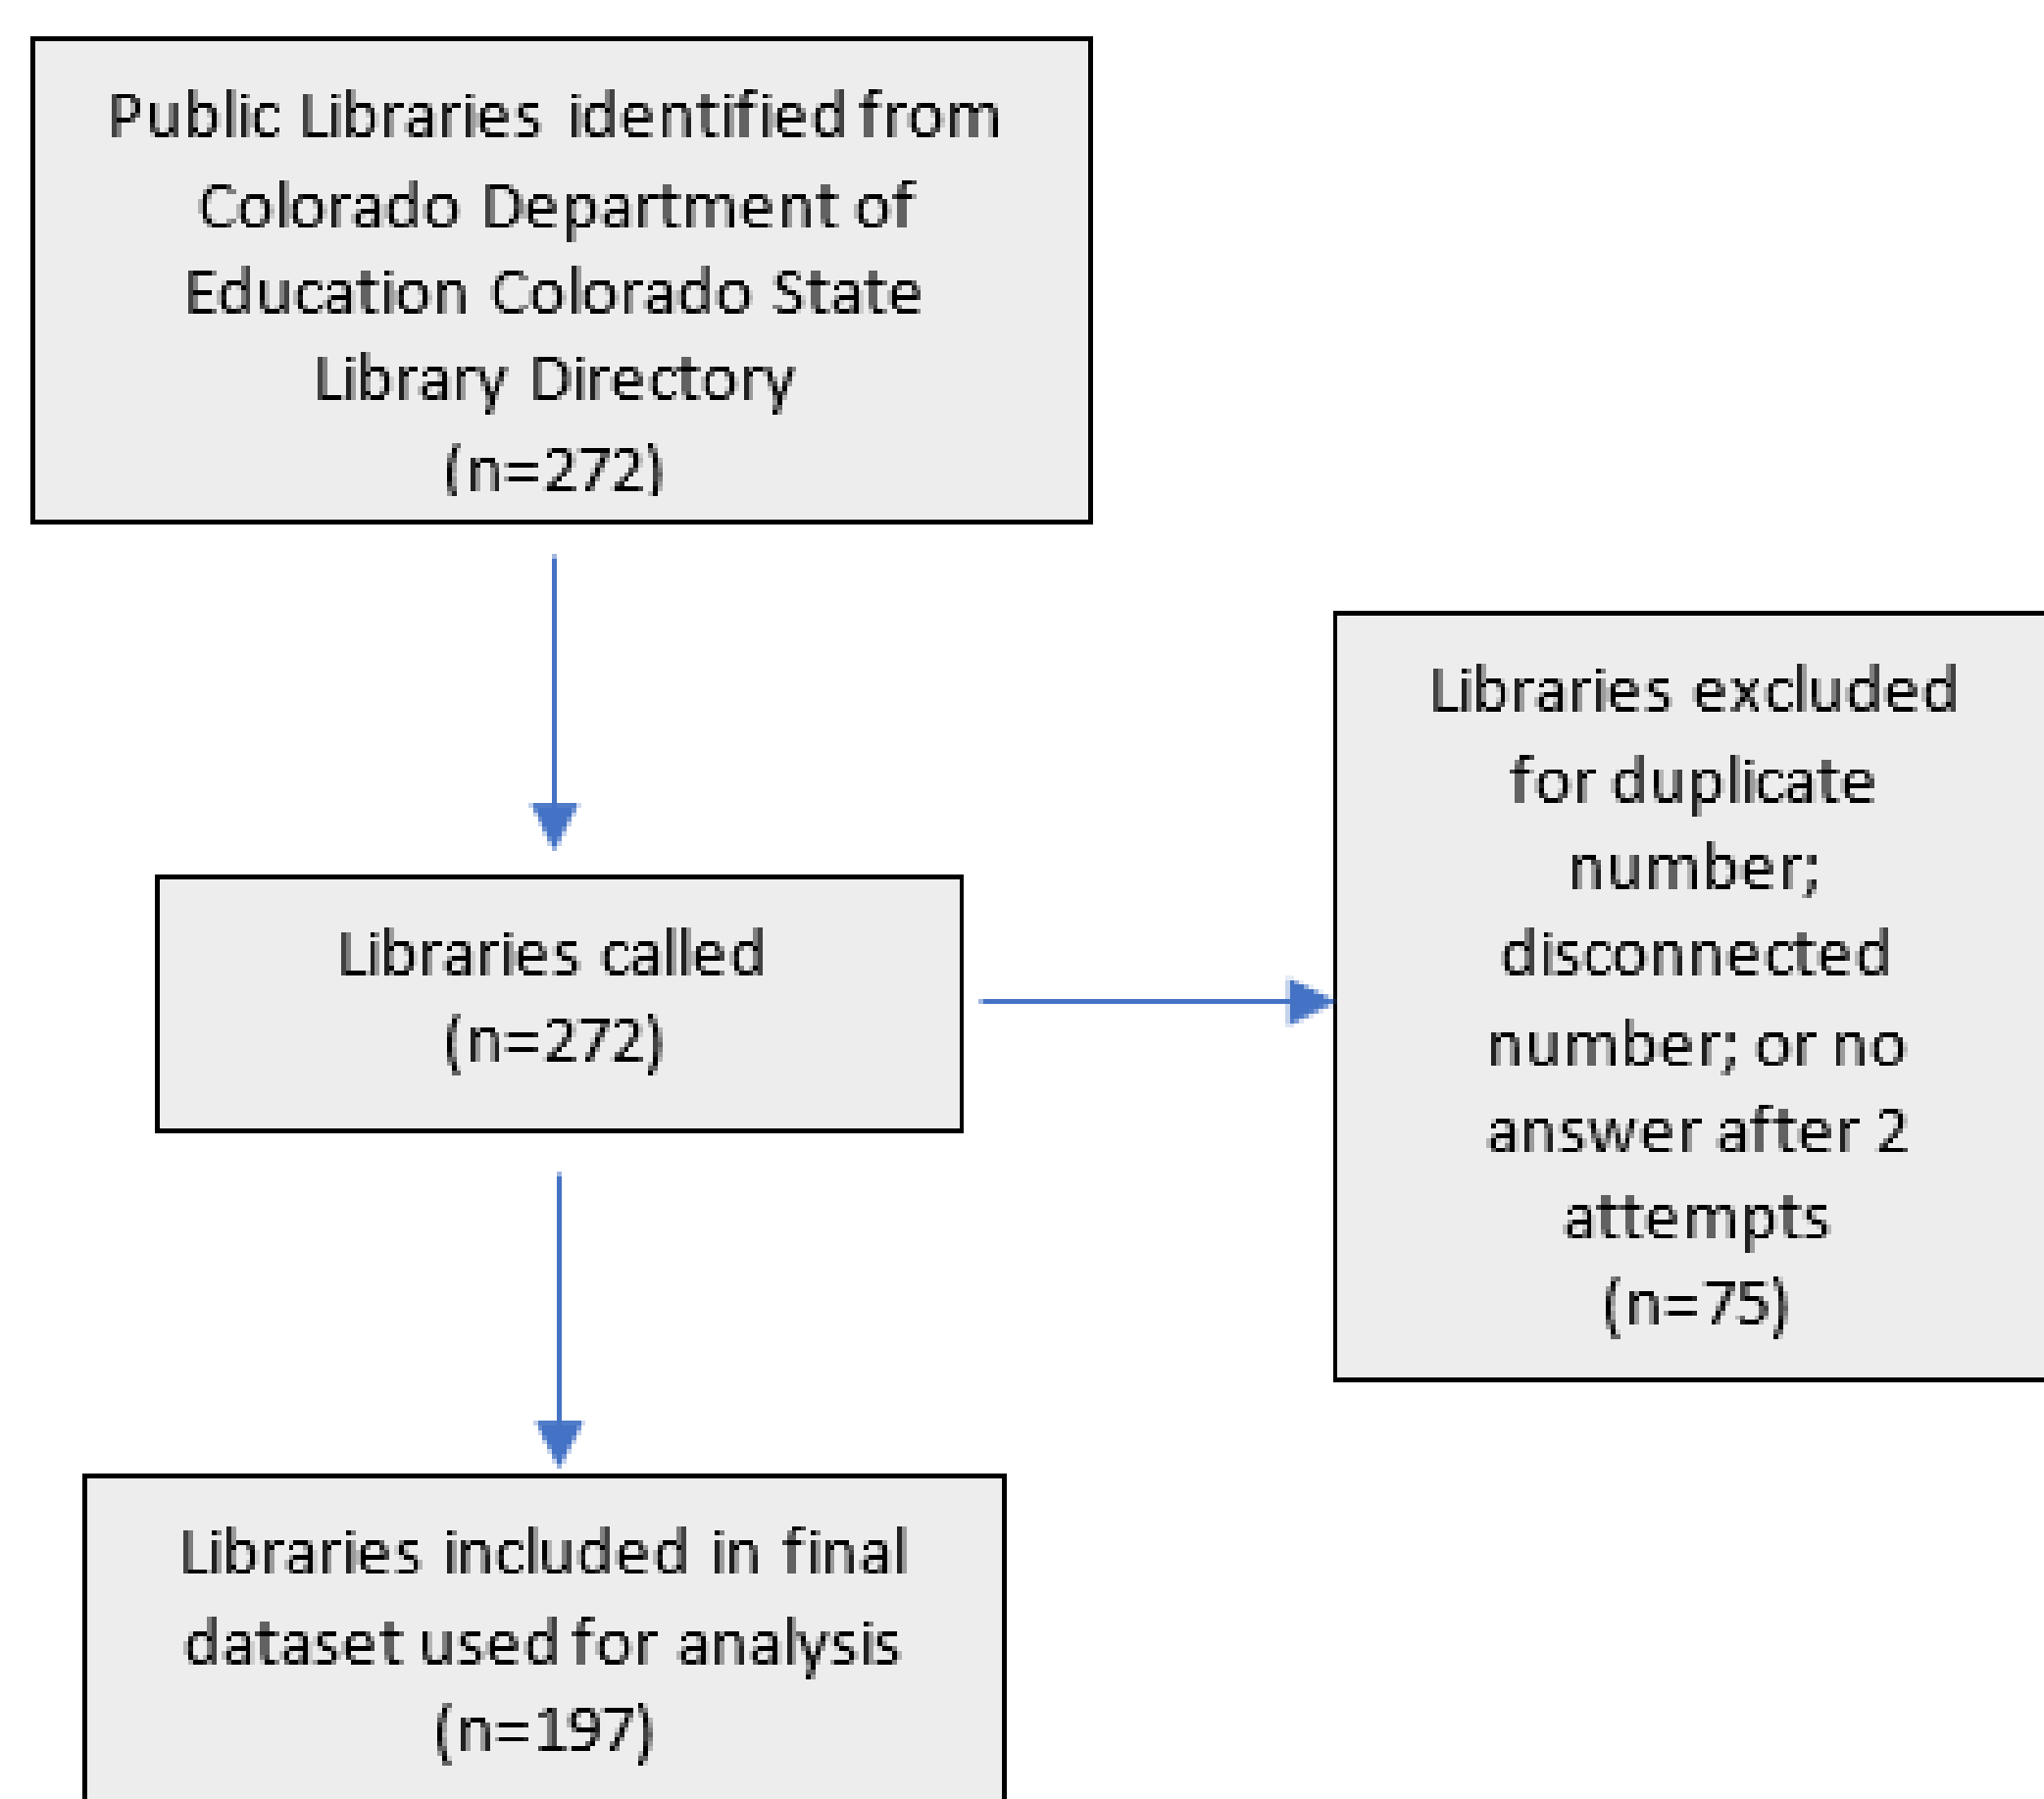 Public Libraries identified from
Colorado Department of
Education Colorado State
Library Directory
(n=272)
Libraries called
(n=272)
Libraries excluded
for duplicate
number;
disconnected
number; or no
answer after 2
attempts
(n=75)
Libraries included in final
dataset used for analysis
(n=197)